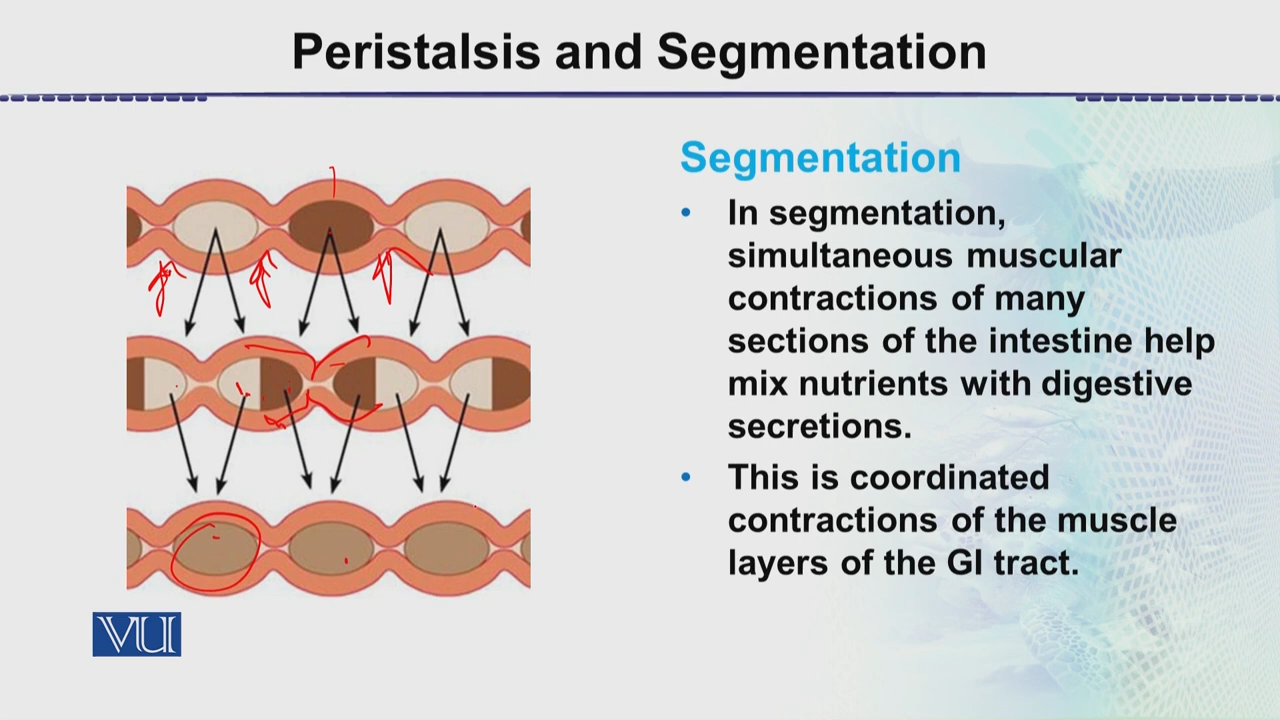 Peristalsis and Segmentation
Segmentation
• In segmentation,
simultaneous muscular
contractions of many
sections of the intestine help
mix nutrients with digestive
secretions.
• This is coordinated
contractions of the muscle
layers of the GI tract.
VU